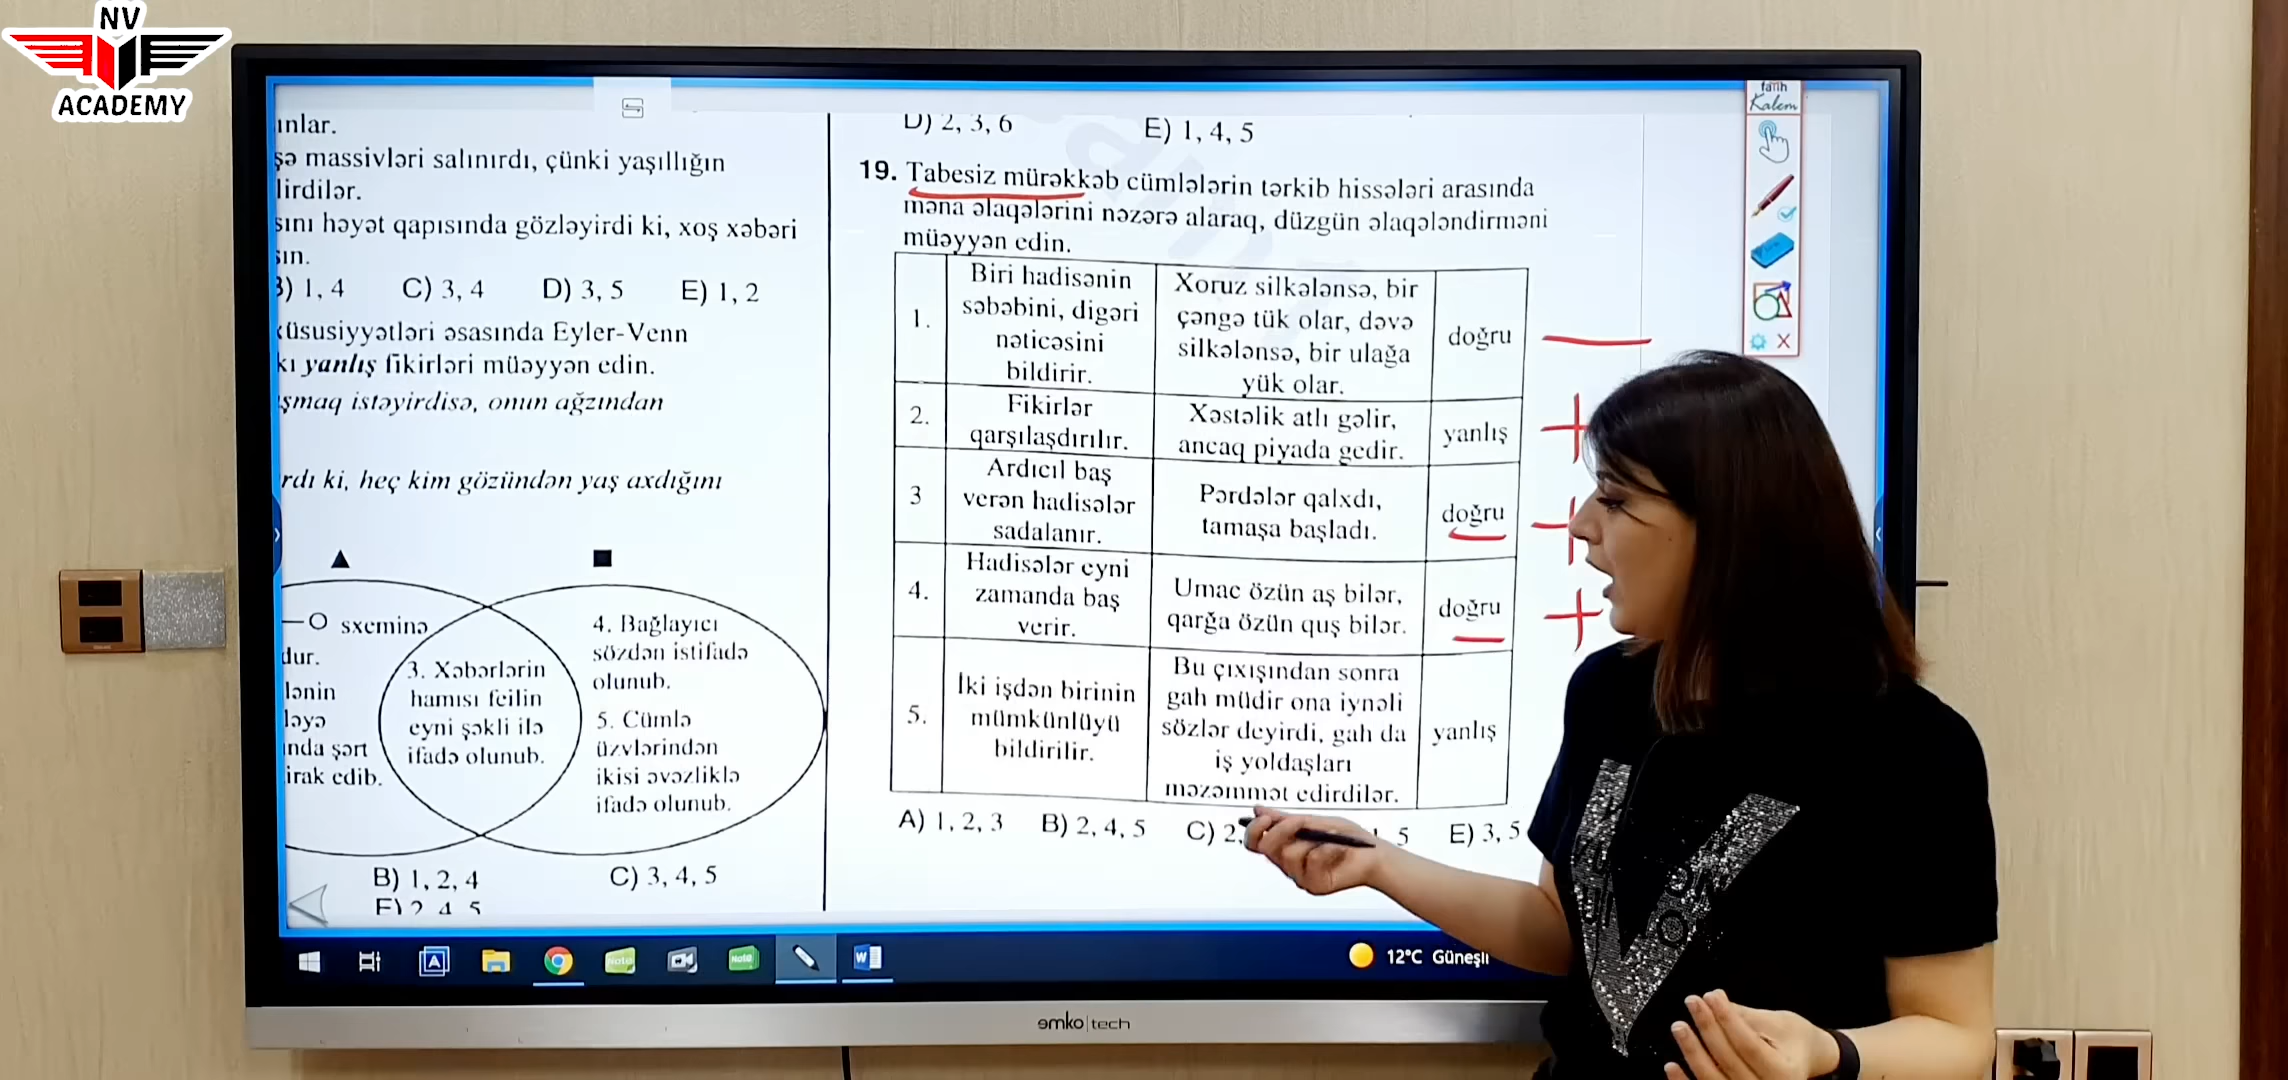 NV
ACADEMY
ınlar.
şə massivləri salınırdı, çünki yaşıllığın
lirdilər.
sını həyət qapısında gözləyirdi ki, xoş xəbəri
sın.
B) 1, 4 C) 3, 4 D) 3, 5 E) 1, 2
xüsusiyyətləri əsasında Eyler-Venn
kı yanlış fikirləri müəyyən edin.
şmaq istəyirdisə, onun ağzından
rdı ki, heç kim gözündən yaş axdığını
sxeminə
dur.
lənin
ləyə
ında şərt
irak edib.
3. Xəbərlərin
hamısı feilin
eyni şəkli ilə
ifadə olunub.
4. Bağlayıcı
sözdən istifadə
olunub.
5. Cümlə
üzvlərindən
ikisi əvəzliklə
ifadə olunub.
B) 1, 2, 4 C) 3, 4, 5
E) 2, 4, 5
D) 2, 3, 6 E) 1, 4, 5
19. Tabesiz mürəkkəb cümlələrin tərkib hissələri arasında
məna əlaqələrini nəzərə alaraq, düzgün əlaqələndirməni
müəyyən edin.
1.
Biri hadisənin
səbəbini, digəri
nəticəsini
bildirir.
Xoruz silkələnsə, bir
çəngə tük olar, dəvə
silkələnsə, bir ulağa
yük olar.
doğru
2.
Fikirlər
qarşılaşdırılır.
Xəstəlik atlı gəlir,
ancaq piyada gedir.
yanlış
3
Ardıcıl baş
verən hadisələr
sadalanır.
Pərdələr qalxdı,
tamaşa başladı.
doğru
4.
Hadisələr eyni
zamanda baş
verir.
Umac özün aş bilər,
qarğa özün quş bilər.
doğru
5.
İki işdən birinin
mümkünlüyü
bildirilir.
Bu çıxışından sonra
gah müdir ona iynəli
sözlər deyirdi, gah da
iş yoldaşları
məzəmmət edirdilər.
yanlış
A) 1, 2, 3 B) 2, 4, 5 C) 2, 5 E) 3, 5
fatih
Kalem
12°C Güneşli
emko tech